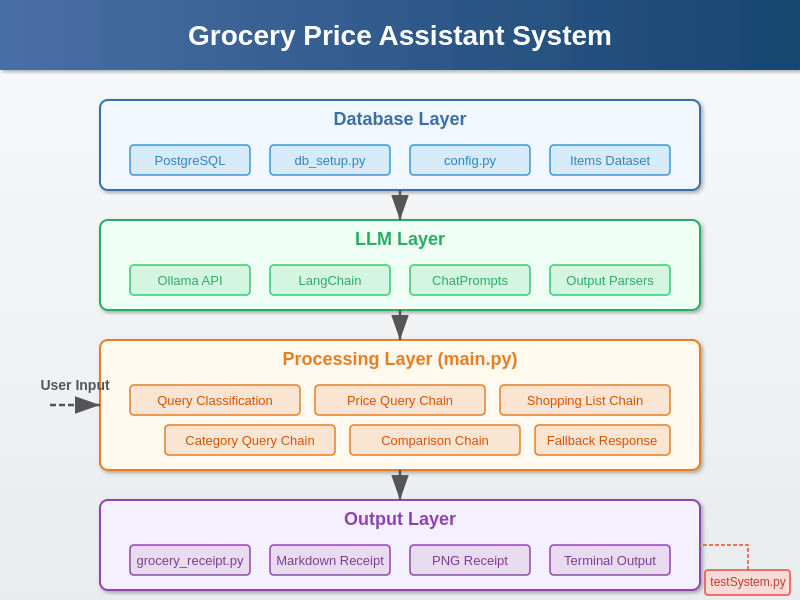 Grocery Price Assistant System
Database Layer
PostgreSQL
db_setup.py
config.py
Items Dataset
LLM Layer
Ollama API
LangChain
ChatPrompts
Output Parsers
Processing Layer (main.py)
User Input
Query Classification
Price Query Chain
Shopping List Chain
Category Query Chain
Comparison Chain
Fallback Response
Output Layer
grocery_receipt.py
Markdown Receipt
PNG Receipt
Terminal Output
testSystem.py